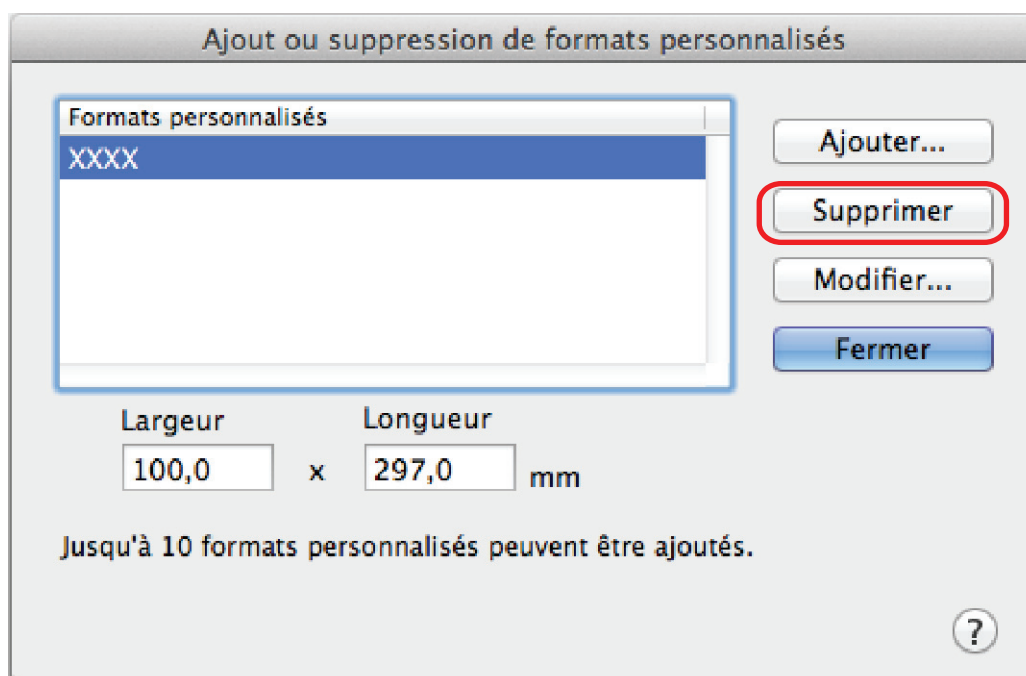 Ajout ou suppression de formats personnalisés
Formats personnalisés
XXXX
Ajouter...
Supprimer
Modifier...
Fermer
Largeur Longueur
100,0 x 297,0 mm
Jusqu'à 10 formats personnalisés peuvent être ajoutés.
?